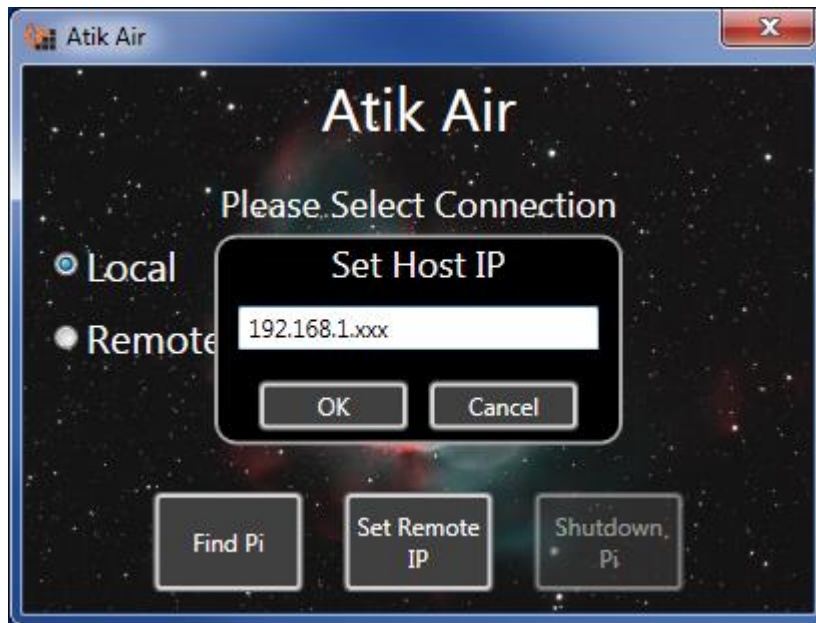 Atik Air
Atik Air
Please Select Connection
Local
Set Host IP
Remote
192.168.1.xxx
OK
Cancel
Find Pi
Set Remote
IP
Shutdown
Pi